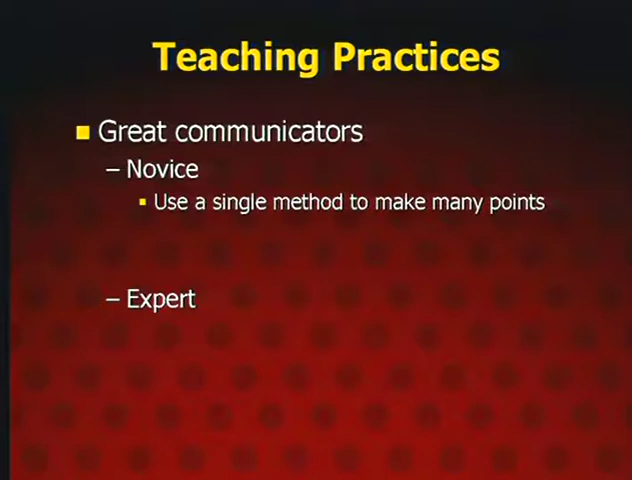 Teaching Practices
Great communicators
– Novice
Use a single method to make many points
– Expert